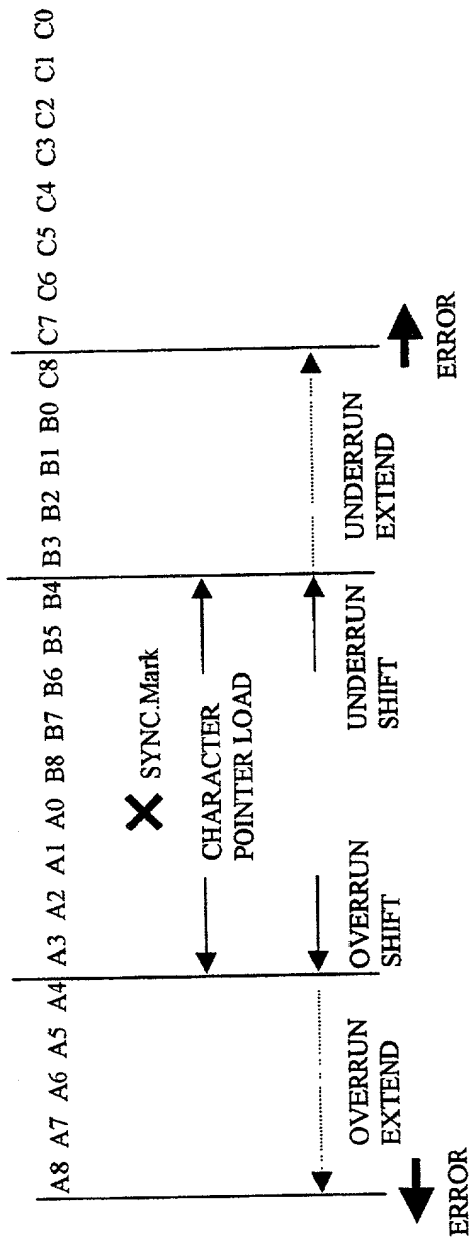 A8 A7 A6 A5 A4 A3 A2 A1 A0 B8 B7 B6 B5 B4 B3 B2 B1 B0 C8 C7 C6 C5 C4 C3 C2 C1 C0
SYNC.Mark
CHARACTER
POINTER LOAD
OVERRUN
EXTEND
OVERRUN
SHIFT
UNDERRUN
SHIFT
UNDERRUN
EXTEND
ERROR
ERROR